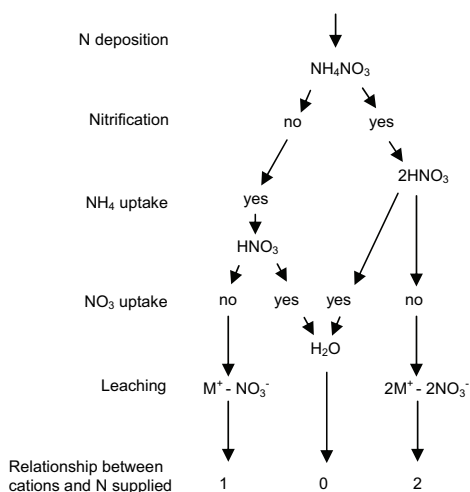 N deposition
NH₄NO₃
Nitrification
no yes
2HNO₃
NH₄ uptake
yes
HNO₃
NO₃ uptake
no yes yes no
H₂O
Leaching
M⁺ - NO₃⁻ 2M⁺ - 2NO₃⁻
Relationship between
cations and N supplied 1 0 2